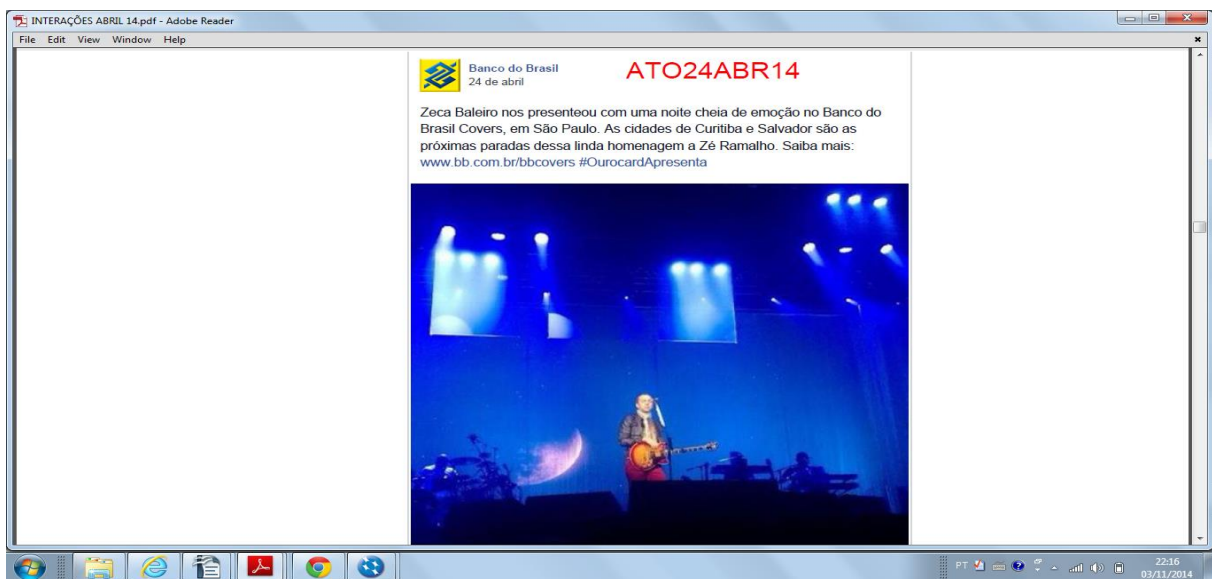 INTERAÇÕES ABRIL 14.pdf - Adobe Reader
File Edit View Window Help
Banco do Brasil
24 de abril
ATO24ABR14
Zeca Baleiro nos presenteou com uma noite cheia de emoção no Banco do
Brasil Covers, em São Paulo. As cidades de Curitiba e Salvador são as
próximas paradas dessa linda homenagem a Zé Ramalho. Saiba mais:
www.bb.com.br/bbcovers #OurocardApresenta
PT
22:16
03/11/2014